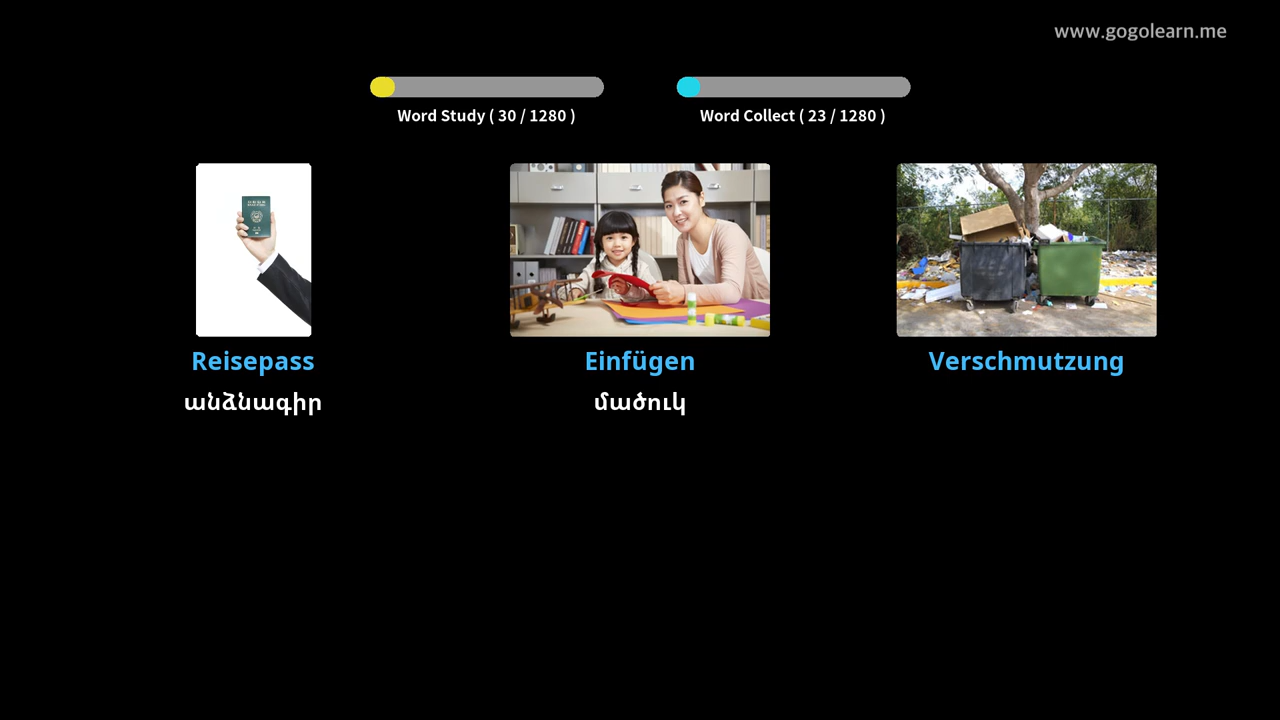 www.gogolearn.me
Word Study ( 30 / 1280 )
Word Collect ( 23 / 1280 )
Reisepass
Einfügen
Verschmutzung
անձնագիր
մածուկ